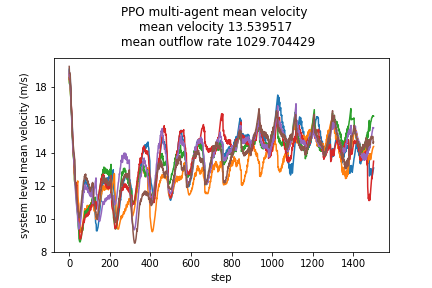 PPO multi-agent mean velocity
mean velocity 13.539517
mean outflow rate 1029.704429
system level mean velocity (m/s)
18
16
14
12
10
8
0 200 400 600 800 1000 1200 1400
step